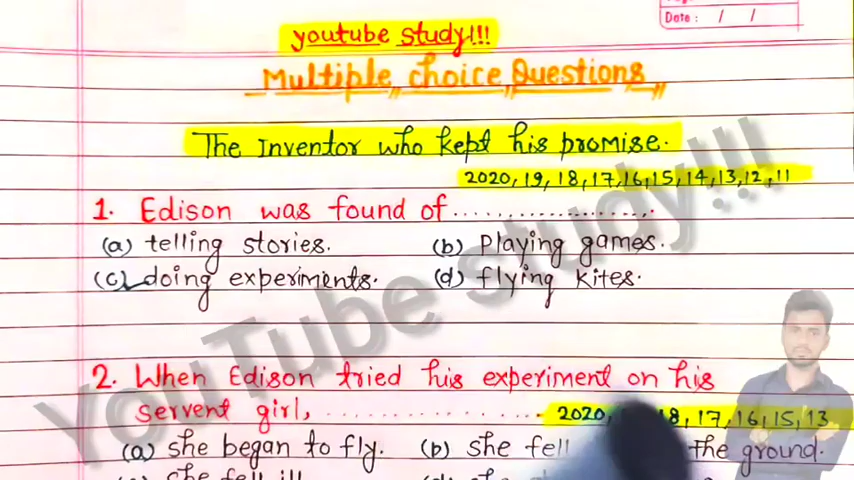 Date : / /
youtube study!!!
Multiple choice Questions
The Inventor who kept his promise.
2020, 19, 18, 17, 16, 15, 14, 13, 12, 11
1. Edison was found of ....................
(a) telling stories. (b) Playing games.
(c) doing experiments. (d) flying kites.
2. When Edison tried his experiment on his
servent girl, ........................ 2020, 18, 17, 16, 15, 13
(a) she began to fly. (b) she fell the ground.
she fell ill
YouTube study!!!